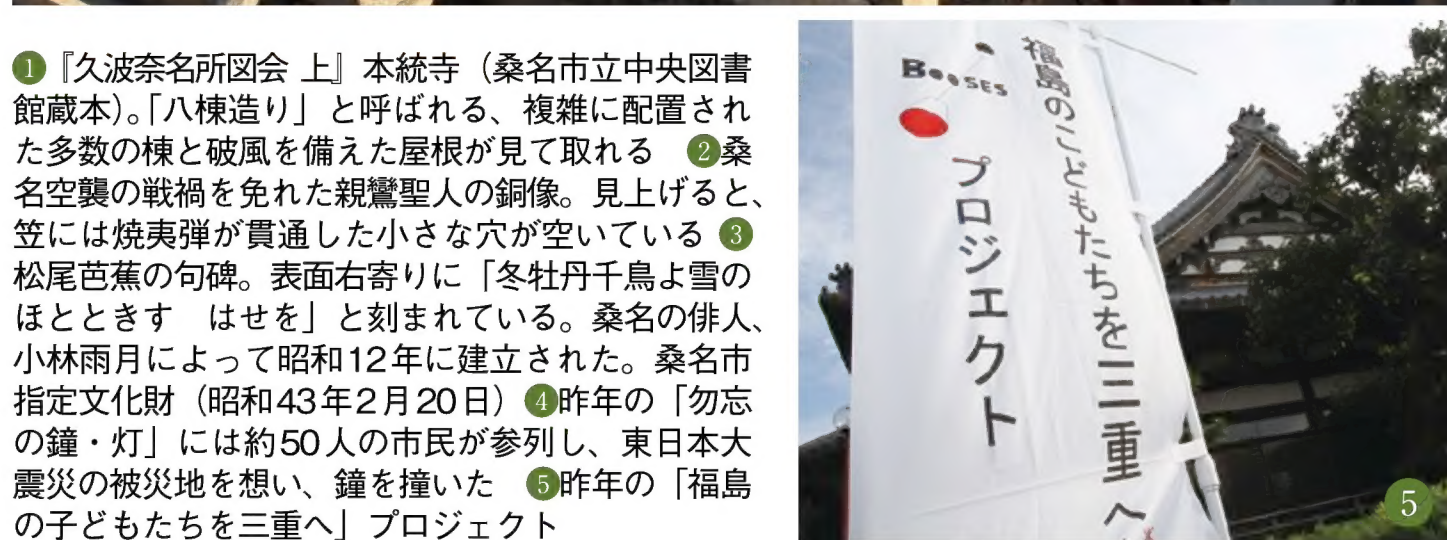 ❶『久波奈名所図会 上』本統寺（桑名市立中央図書
館蔵本）。「八棟造り」と呼ばれる、複雑に配置され
た多数の棟と破風を備えた屋根が見て取れる　❷桑
名空襲の戦禍を免れた親鸞聖人の銅像。見上げると、
笠には焼夷弾が貫通した小さな穴が空いている ❸
松尾芭蕉の句碑。表面右寄りに「冬牡丹千鳥よ雪の
ほとときす　はせを」と刻まれている。桑名の俳人、
小林雨月によって昭和12年に建立された。桑名市
指定文化財（昭和43年2月20日）❹昨年の「勿忘
の鐘・灯」には約50人の市民が参列し、東日本大
震災の被災地を想い、鐘を撞いた　❺昨年の「福島
の子どもたちを三重へ」プロジェクト
福島のこどもたちを三重へ
プロジェクト
5